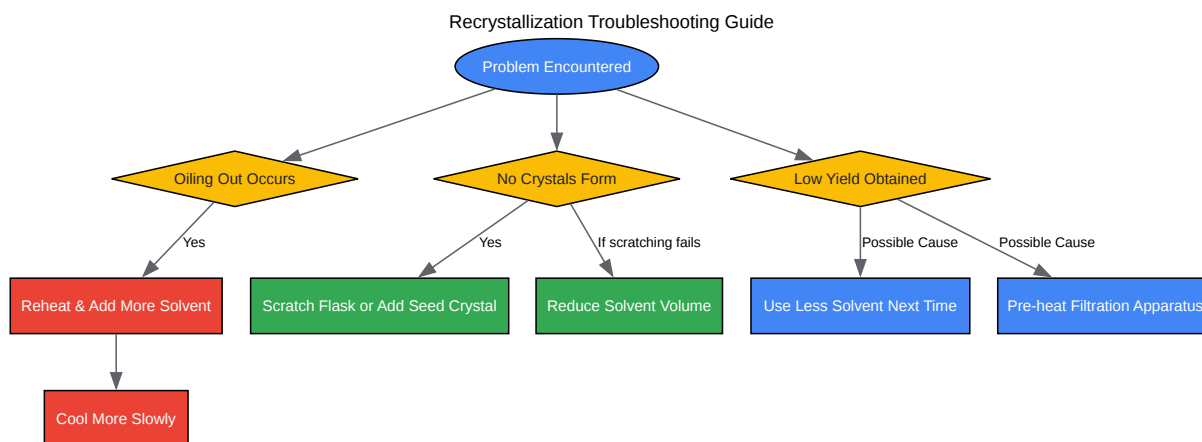 Recrystallization Troubleshooting Guide
Problem Encountered
Oiling Out Occurs
No Crystals Form
Low Yield Obtained
Yes
Yes
If scratching fails
Possible Cause
Possible Cause
Reheat & Add More Solvent
Scratch Flask or Add Seed Crystal
Reduce Solvent Volume
Use Less Solvent Next Time
Pre-heat Filtration Apparatus
Cool More Slowly